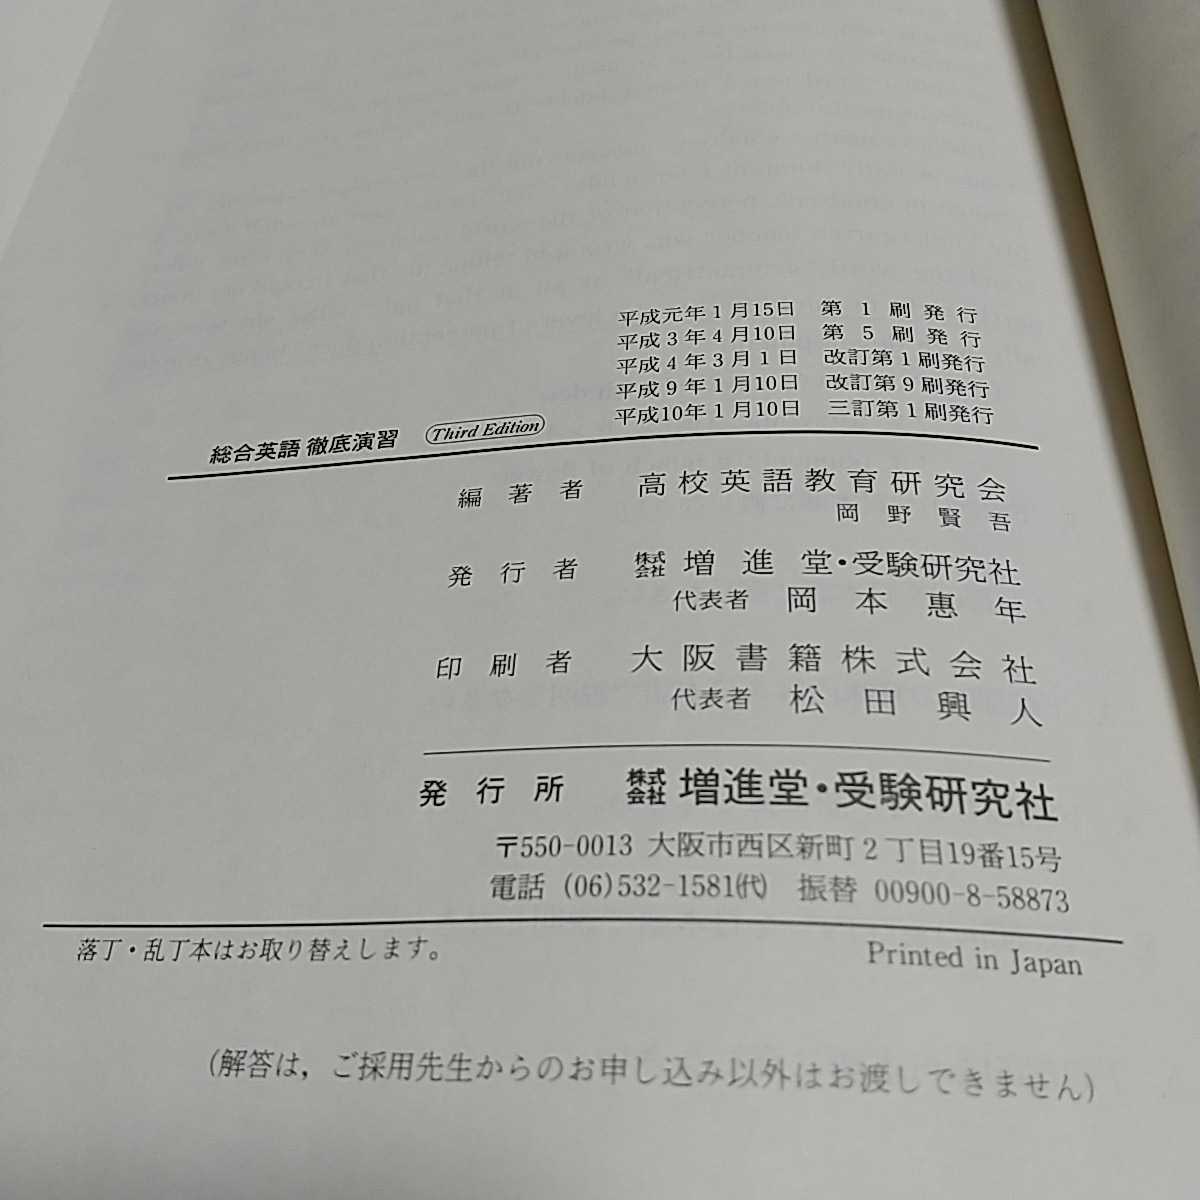 平成元年1月15日 第1刷発行
平成3年4月10日 第5刷発行
平成4年3月1日 改訂第1刷発行
平成9年1月10日 改訂第9刷発行
平成10年1月10日 三訂第1刷発行
総合英語 徹底演習 Third Edition
編著者 高校英語教育研究会
岡野賢吾
発行者 株式会社 増進堂・受験研究社
代表者 岡本惠年
印刷者 大阪書籍株式会社
代表者 松田興人
発行所 株式会社 増進堂・受験研究社
〒550-0013 大阪市西区新町2丁目19番15号
電話 (06)532-1581(代) 振替 00900-8-58873
落丁・乱丁本はお取り替えします。
Printed in Japan
(解答は，ご採用先生からのお申し込み以外はお渡しできません)